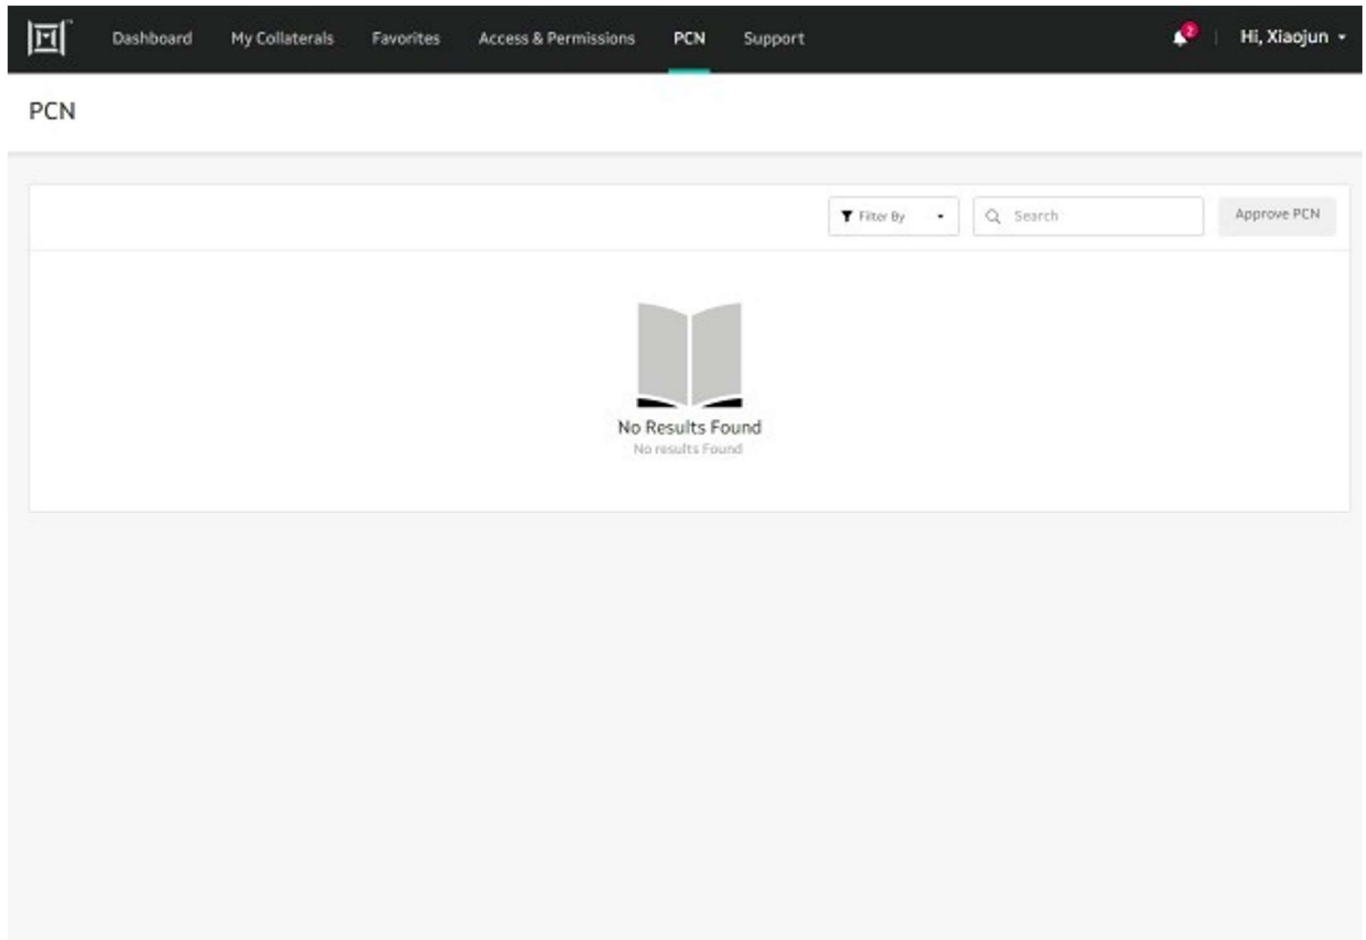 Dashboard My Collaterals Favorites Access & Permissions PCN Support 2 Hi, Xiaojun
PCN
Filter By Search Approve PCN
No Results Found
No results Found